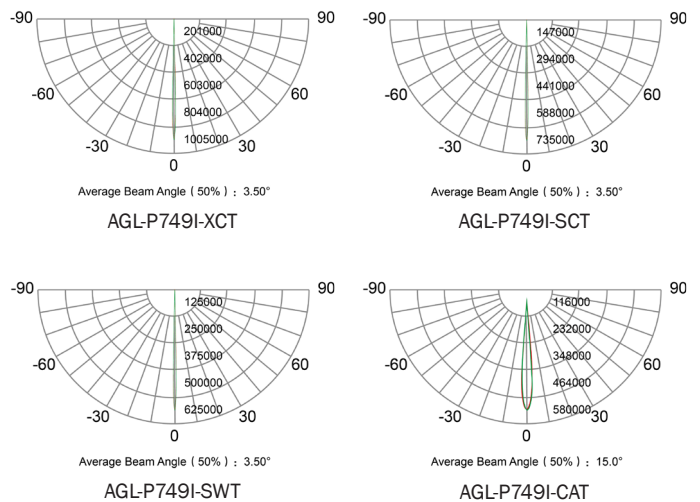 -90 90
201000
402000
-60 603000 60
804000
-30 1005000 30
0
Average Beam Angle ( 50% ) : 3.50°
AGL-P749I-XCT
-90 90
147000
294000
-60 441000 60
588000
-30 735000 30
0
Average Beam Angle ( 50% ) : 3.50°
AGL-P749I-SCT
-90 90
125000
250000
-60 375000 60
500000
-30 625000 30
0
Average Beam Angle ( 50% ) : 3.50°
AGL-P749I-SWT
-90 90
116000
232000
-60 348000 60
464000
-30 580000 30
0
Average Beam Angle ( 50% ) : 15.0°
AGL-P749I-CAT